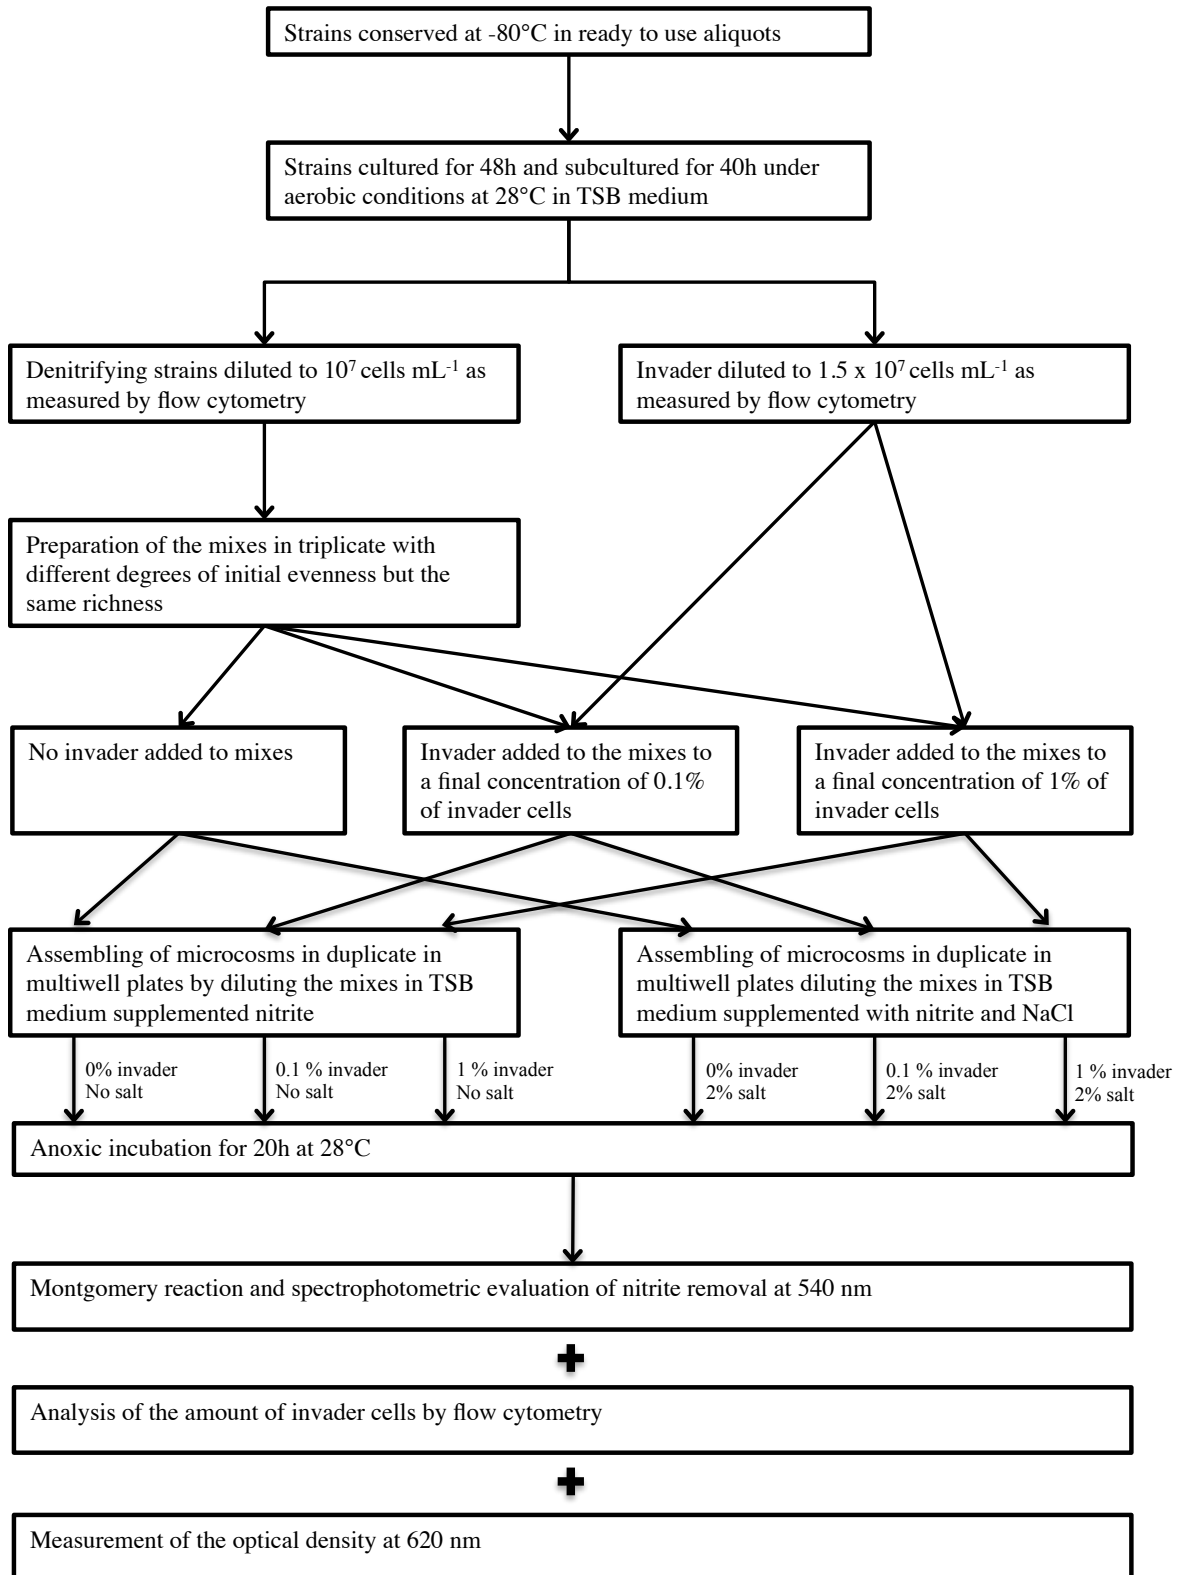 Strains conserved at -80°C in ready to use aliquots
Strains cultured for 48h and subcultured for 40h under
aerobic conditions at 28°C in TSB medium
Denitrifying strains diluted to 10⁷ cells mL⁻¹ as
measured by flow cytometry
Invader diluted to 1.5 x 10⁷ cells mL⁻¹ as
measured by flow cytometry
Preparation of the mixes in triplicate with
different degrees of initial evenness but the
same richness
No invader added to mixes
Invader added to the mixes to
a final concentration of 0.1%
of invader cells
Invader added to the mixes to
a final concentration of 1% of
invader cells
Assembling of microcosms in duplicate in
multiwell plates by diluting the mixes in TSB
medium supplemented nitrite
Assembling of microcosms in duplicate in
multiwell plates diluting the mixes in TSB
medium supplemented with nitrite and NaCl
0% invader
No salt
0.1 % invader
No salt
1 % invader
No salt
0% invader
2% salt
0.1 % invader
2% salt
1 % invader
2% salt
Anoxic incubation for 20h at 28°C
Montgomery reaction and spectrophotometric evaluation of nitrite removal at 540 nm
+
Analysis of the amount of invader cells by flow cytometry
+
Measurement of the optical density at 620 nm